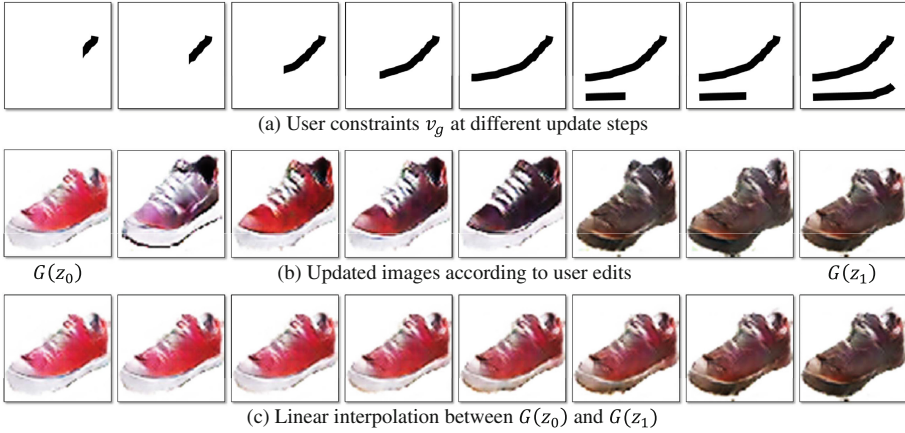 (a) User constraints v_g at different update steps
G(z_0) (b) Updated images according to user edits G(z_1)
(c) Linear interpolation between G(z_0) and G(z_1)